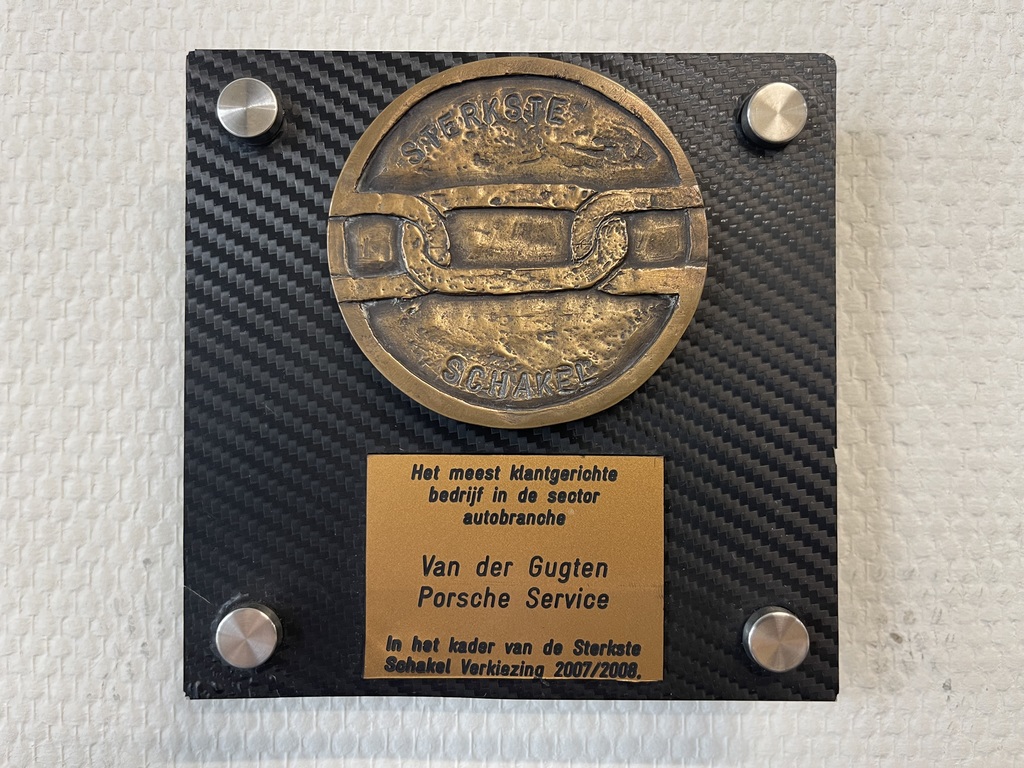 STERKSTE
SCHAKEL
Het meest klantgerichte
bedrijf in de sector
autobranche
Van der Gugten
Porsche Service
In het kader van de Sterkste
Schakel Verkiezing 2007/2008.